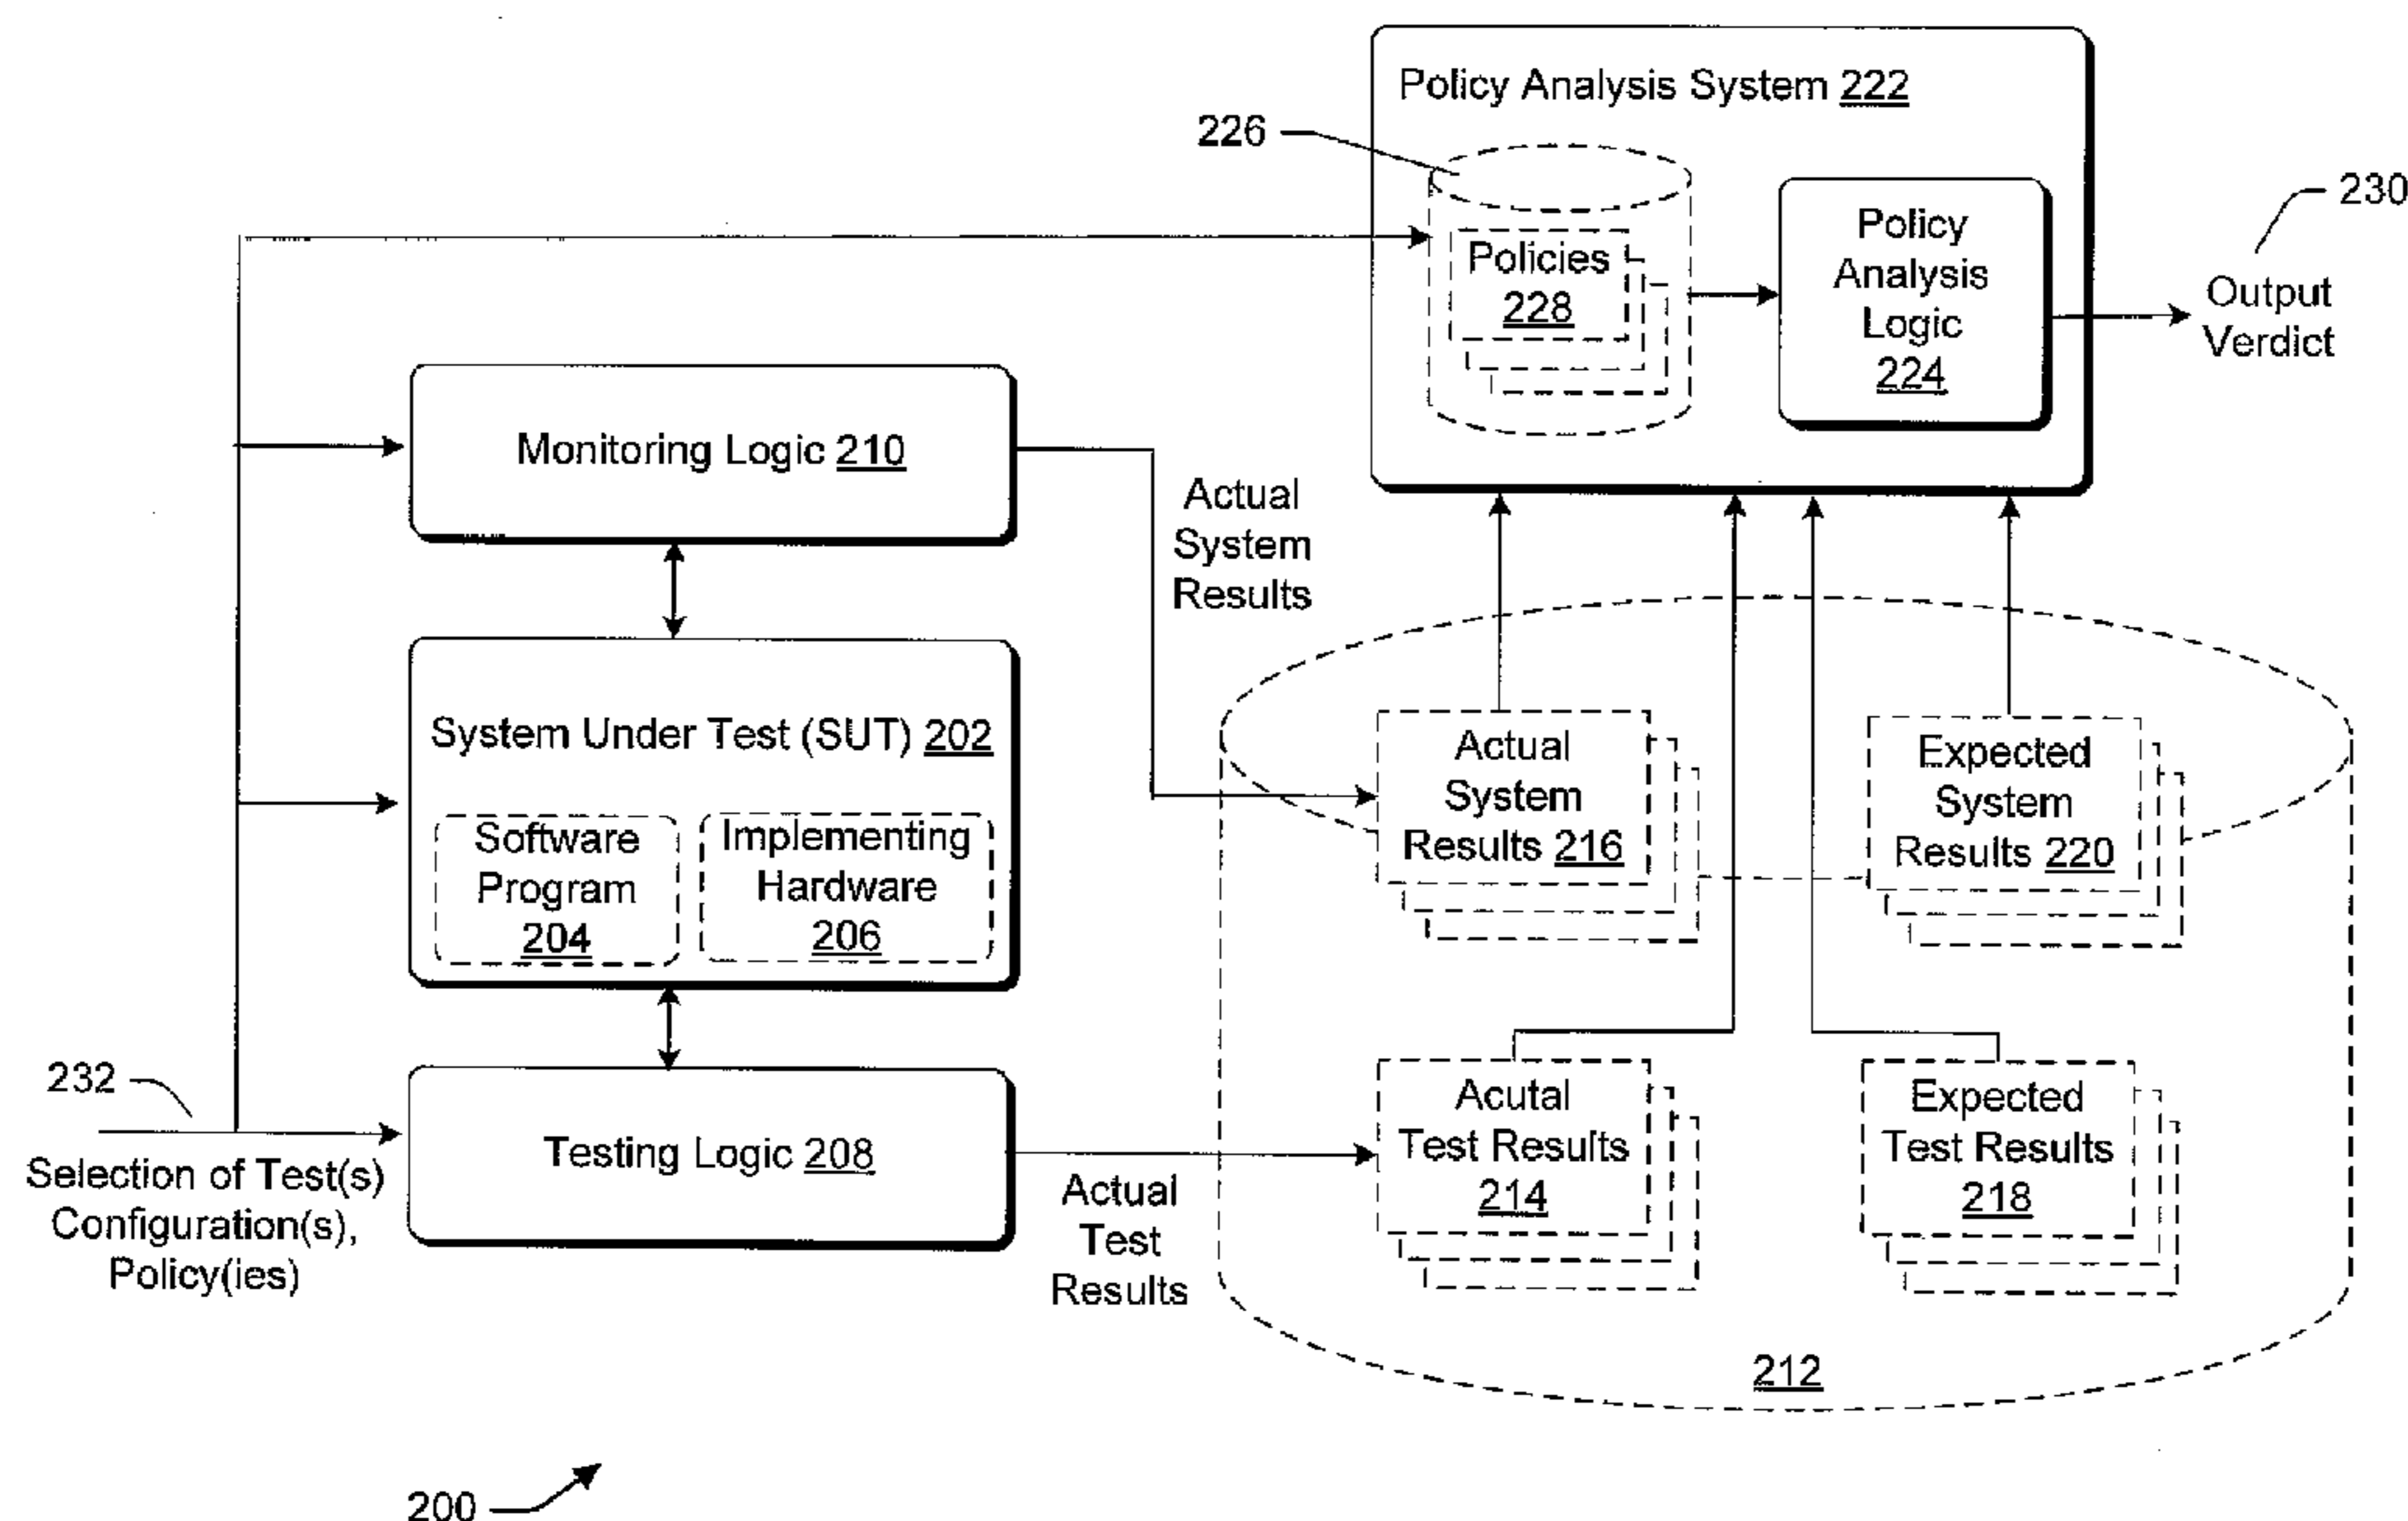 Policy Analysis System 222
226
230
Policies
228
Policy
Analysis
Logic
224
Output
Verdict
Monitoring Logic 210
Actual
System
Results
System Under Test (SUT) 202
Software
Program
204
Implementing
Hardware
206
Actual
System
Results 216
Expected
System
Results 220
232
Selection of Test(s)
Configuration(s),
Policy(ies)
Testing Logic 208
Actual
Test
Results
Acutal
Test Results
214
Expected
Test Results
218
212
200